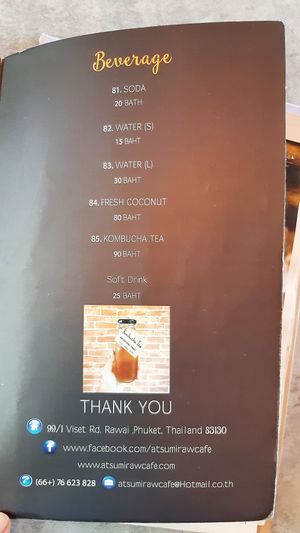 Beverage
81. SODA
20 BATH
82. WATER (S)
15 BAHT
83. WATER (L)
30 BAHT
84. FRESH COCONUT
80 BAHT
85. KOMBUCHA TEA
90 BAHT
Soft Drink
25 BAHT
Kombucha Tea
THANK YOU
99/1 Viset Rd. Rawai ,Phuket, Thailand 83130
f www.facebook.com/atsumirawcafe
www.atsumirawcafe.com
(66+) 76 623 828 atsumirawcafe@Hotmail.co.th